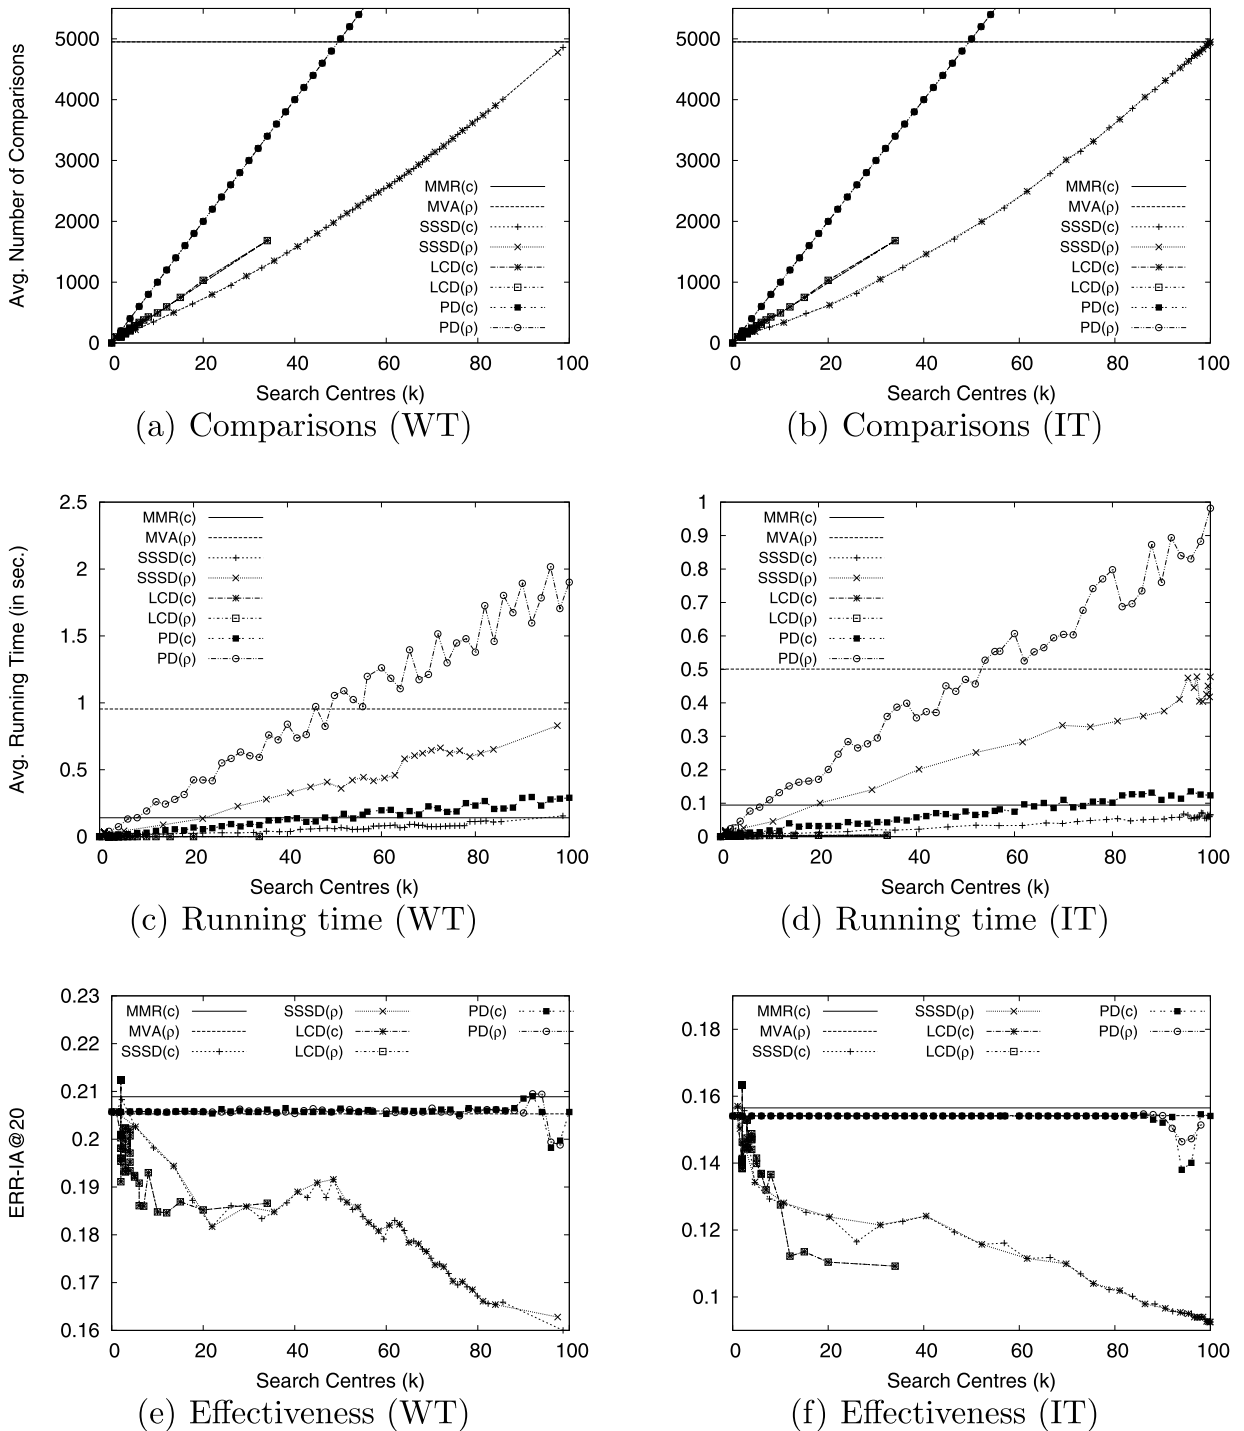 Avg. Number of Comparisons
5000
4000
3000
2000
1000
0
MMR(c)
MVA(ρ)
SSSD(c)
SSSD(ρ)
LCD(c)
LCD(ρ)
PD(c)
PD(ρ)
0 20 40 60 80 100
Search Centres (k)
(a) Comparisons (WT)
5000
4000
3000
2000
1000
0
MMR(c)
MVA(ρ)
SSSD(c)
SSSD(ρ)
LCD(c)
LCD(ρ)
PD(c)
PD(ρ)
0 20 40 60 80 100
Search Centres (k)
(b) Comparisons (IT)
Avg. Running Time (in sec.)
2.5
2
1.5
1
0.5
0
MMR(c)
MVA(ρ)
SSSD(c)
SSSD(ρ)
LCD(c)
LCD(ρ)
PD(c)
PD(ρ)
0 20 40 60 80 100
Search Centres (k)
(c) Running time (WT)
1
0.9
0.8
0.7
0.6
0.5
0.4
0.3
0.2
0.1
0
MMR(c)
MVA(ρ)
SSSD(c)
SSSD(ρ)
LCD(c)
LCD(ρ)
PD(c)
PD(ρ)
0 20 40 60 80 100
Search Centres (k)
(d) Running time (IT)
ERR-IA@20
0.23
0.22
0.21
0.2
0.19
0.18
0.17
0.16
MMR(c) SSSD(ρ) PD(c)
MVA(ρ) LCD(c) PD(ρ)
SSSD(c) LCD(ρ)
0 20 40 60 80 100
Search Centres (k)
(e) Effectiveness (WT)
0.18
0.16
0.14
0.12
0.1
MMR(c) SSSD(ρ) PD(c)
MVA(ρ) LCD(c) PD(ρ)
SSSD(c) LCD(ρ)
0 20 40 60 80 100
Search Centres (k)
(f) Effectiveness (IT)